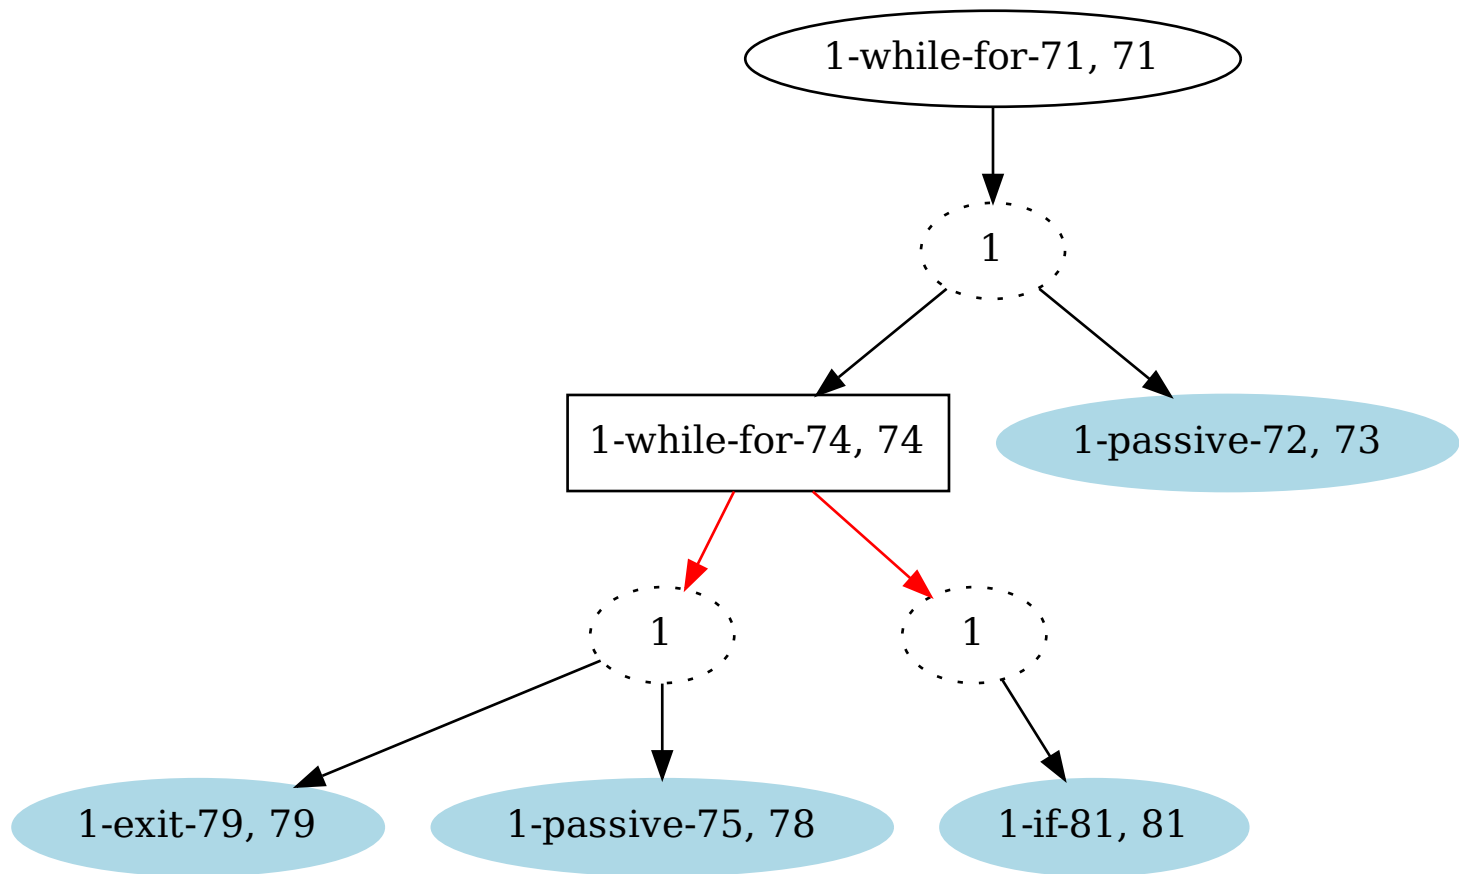 1-while-for-71, 71
1
1-while-for-74, 74
1-passive-72, 73
1
1
1-exit-79, 79
1-passive-75, 78
1-if-81, 81